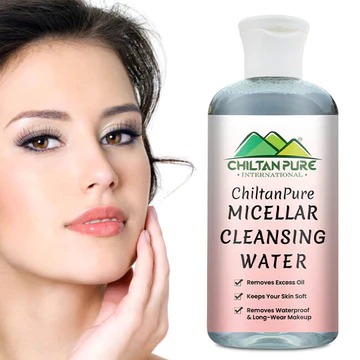 CHILTAN PURE
• INTERNATIONAL •
ChiltanPure
MICELLAR
CLEANSING
WATER
Removes Excess Oil
Keeps Your Skin Soft
Removes Waterproof
& Long-Wear Makeup